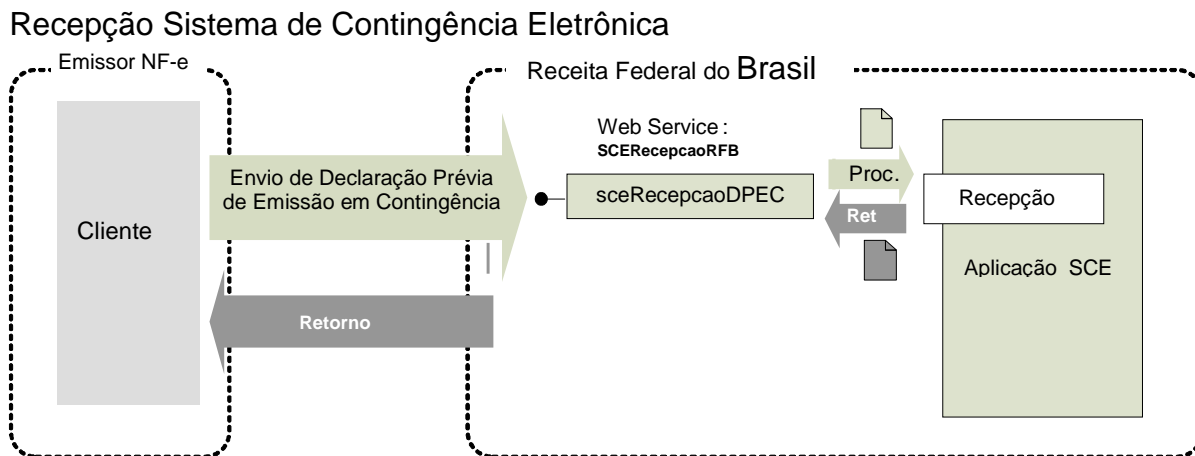 Recepção Sistema de Contingência Eletrônica
Emissor NF-e
Receita Federal do Brasil
Cliente
Envio de Declaração Prévia
de Emissão em Contingência
Retorno
Web Service :
SCERecepcaoRFB
sceRecepcaoDPEC
Proc.
Ret
Recepção
Aplicação SCE